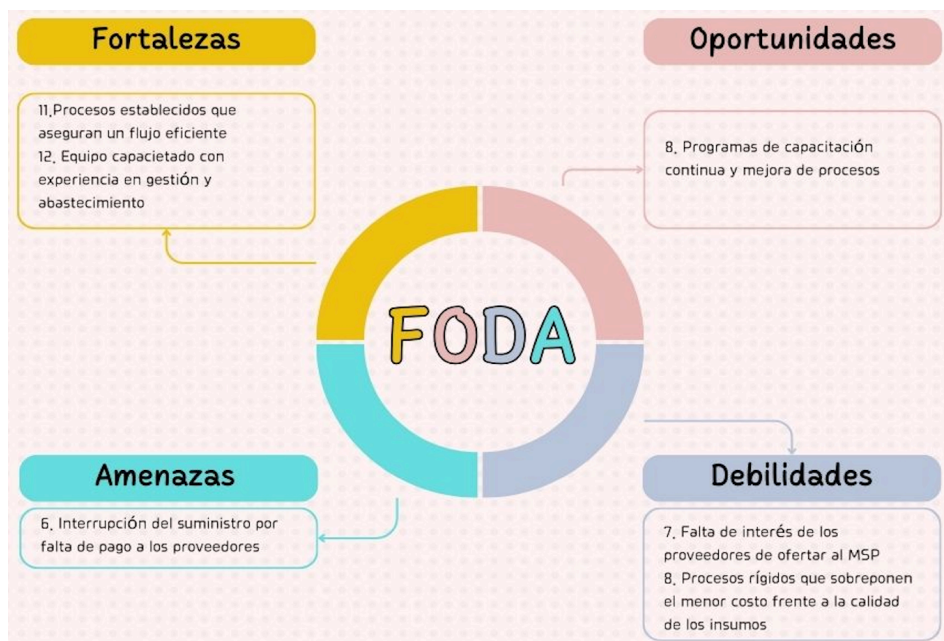 Fortalezas
11. Procesos establecidos que
aseguran un flujo eficiente
12. Equipo capacietado con
experiencia en gestión y
abastecimiento
Oportunidades
8. Programas de capacitación
continua y mejora de procesos
FODA
Amenazas
6. Interrupción del suministro por
falta de pago a los proveedores
Debilidades
7. Falta de interés de los
proveedores de ofertar al MSP
8. Procesos rígidos que sobreponen
el menor costo frente a la calidad
de los insumos